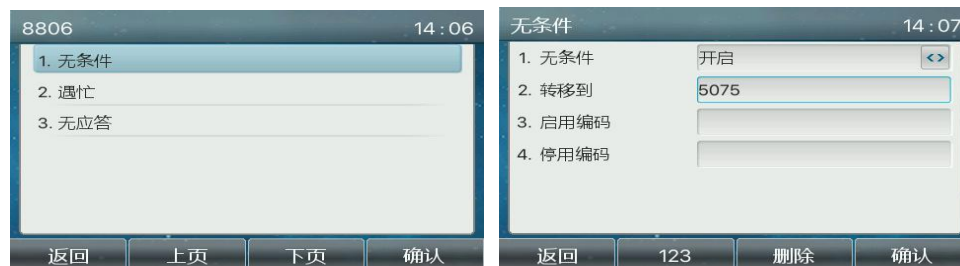 8806 14:06
1. 无条件
2. 遇忙
3. 无应答
返回 上页 下页 确认
无条件 14:07
1. 无条件 开启 <>
2. 转移到 5075
3. 启用编码
4. 停用编码
返回 123 删除 确认